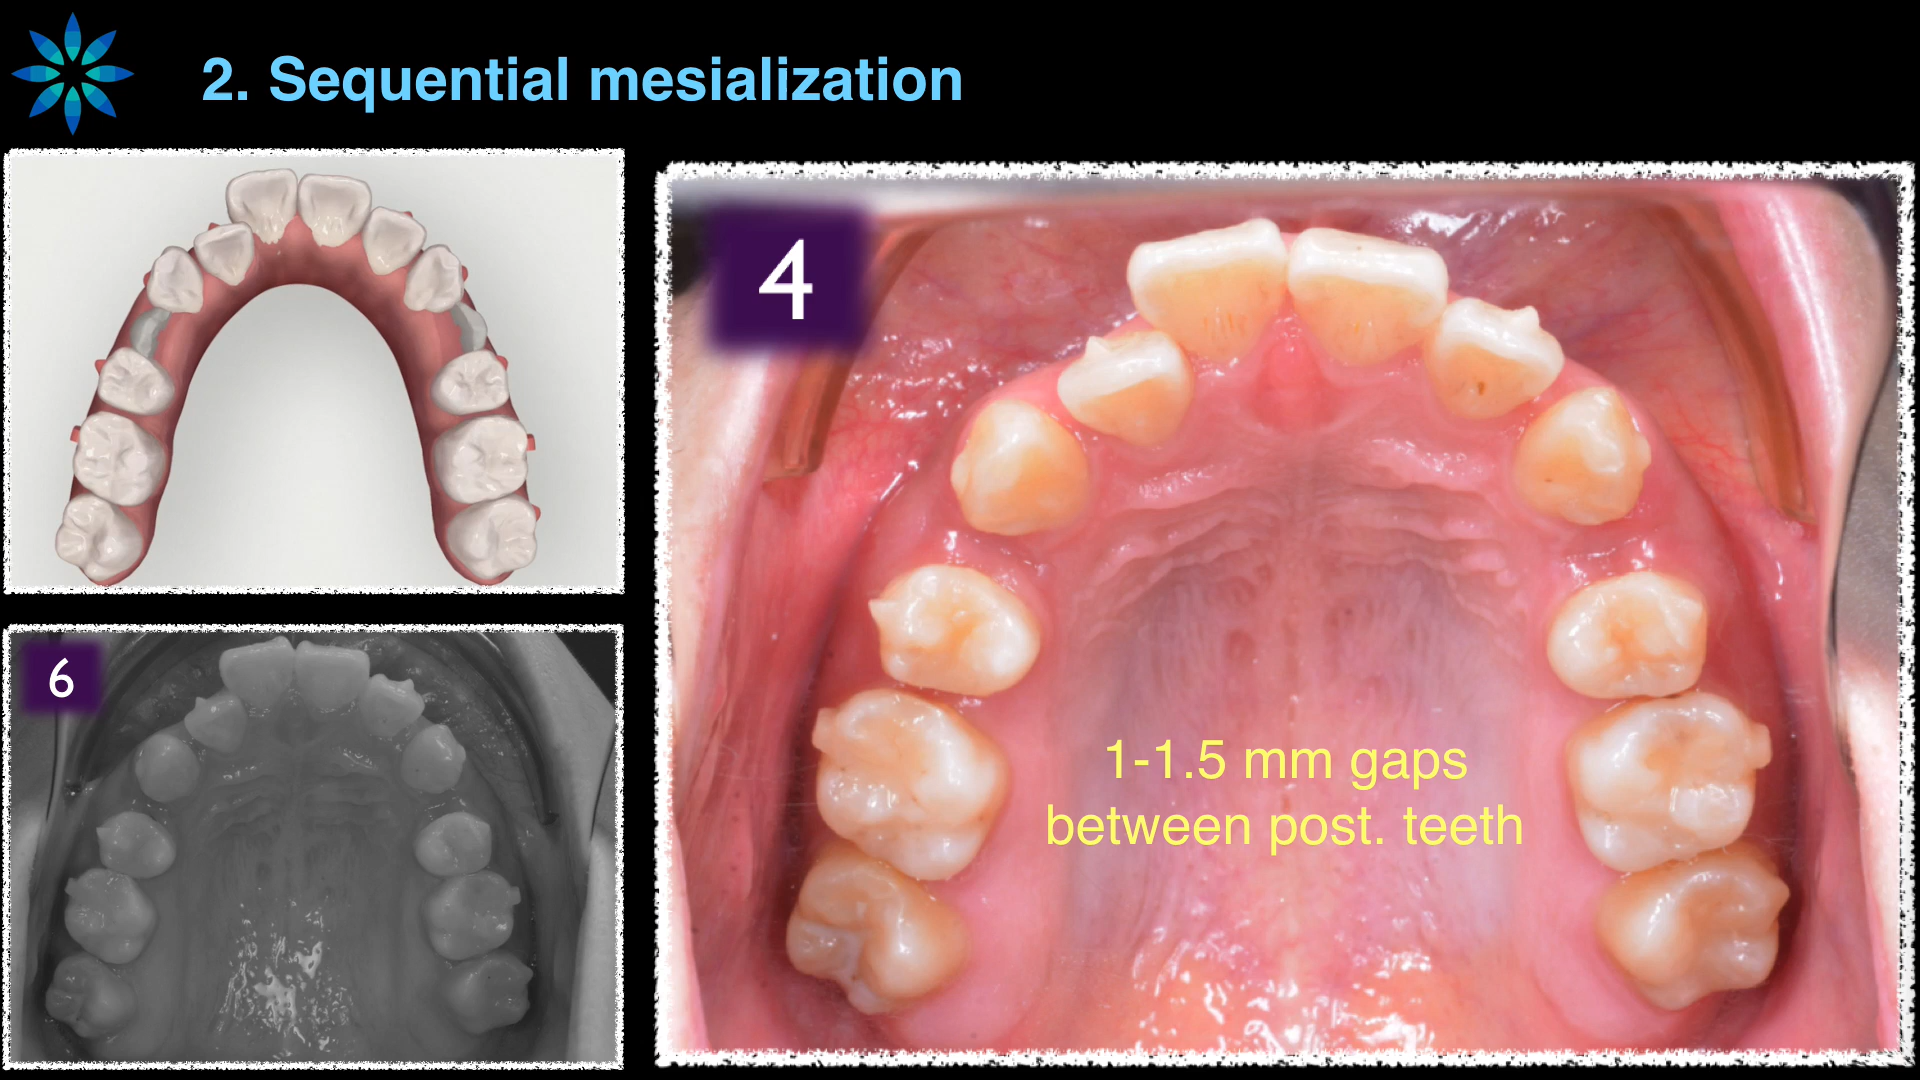 2. Sequential mesialization
4
6
1-1.5 mm gaps
between post. teeth